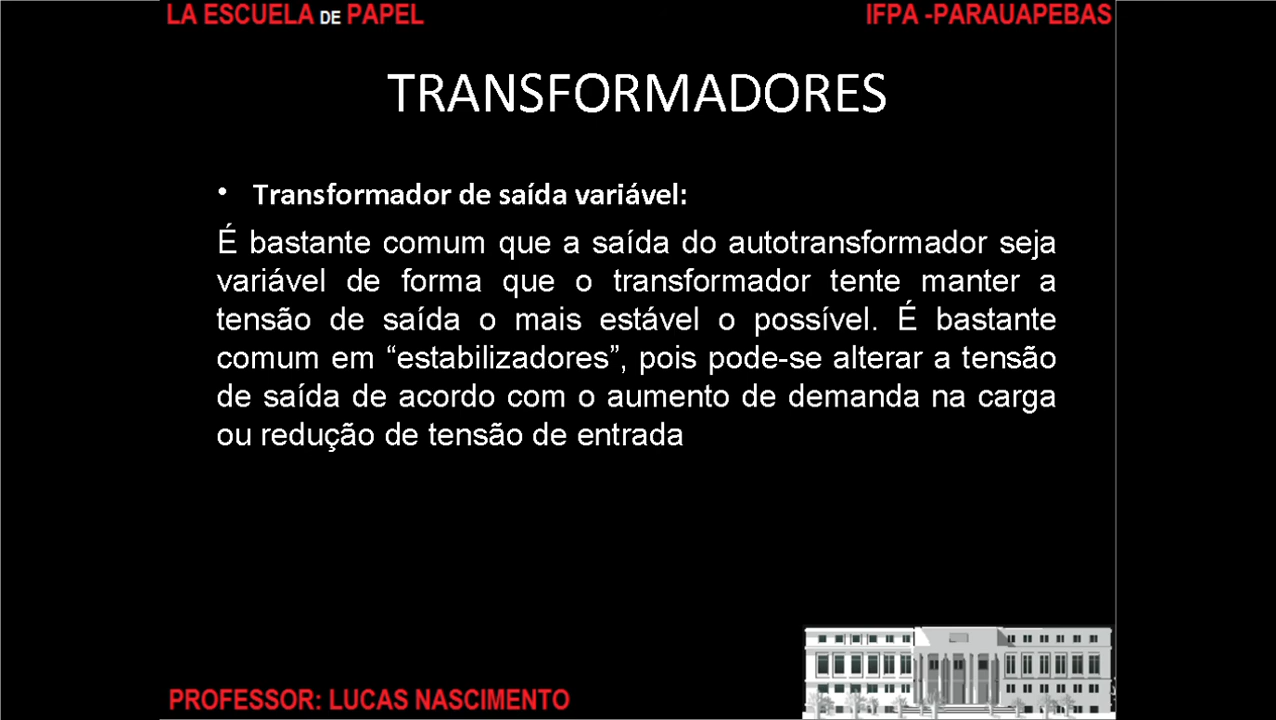 LA ESCUELA DE PAPEL
IFPA -PARAUAPEBAS
TRANSFORMADORES
• Transformador de saída variável:
É bastante comum que a saída do autotransformador seja
variável de forma que o transformador tente manter a
tensão de saída o mais estável o possível. É bastante
comum em “estabilizadores”, pois pode-se alterar a tensão
de saída de acordo com o aumento de demanda na carga
ou redução de tensão de entrada
PROFESSOR: LUCAS NASCIMENTO